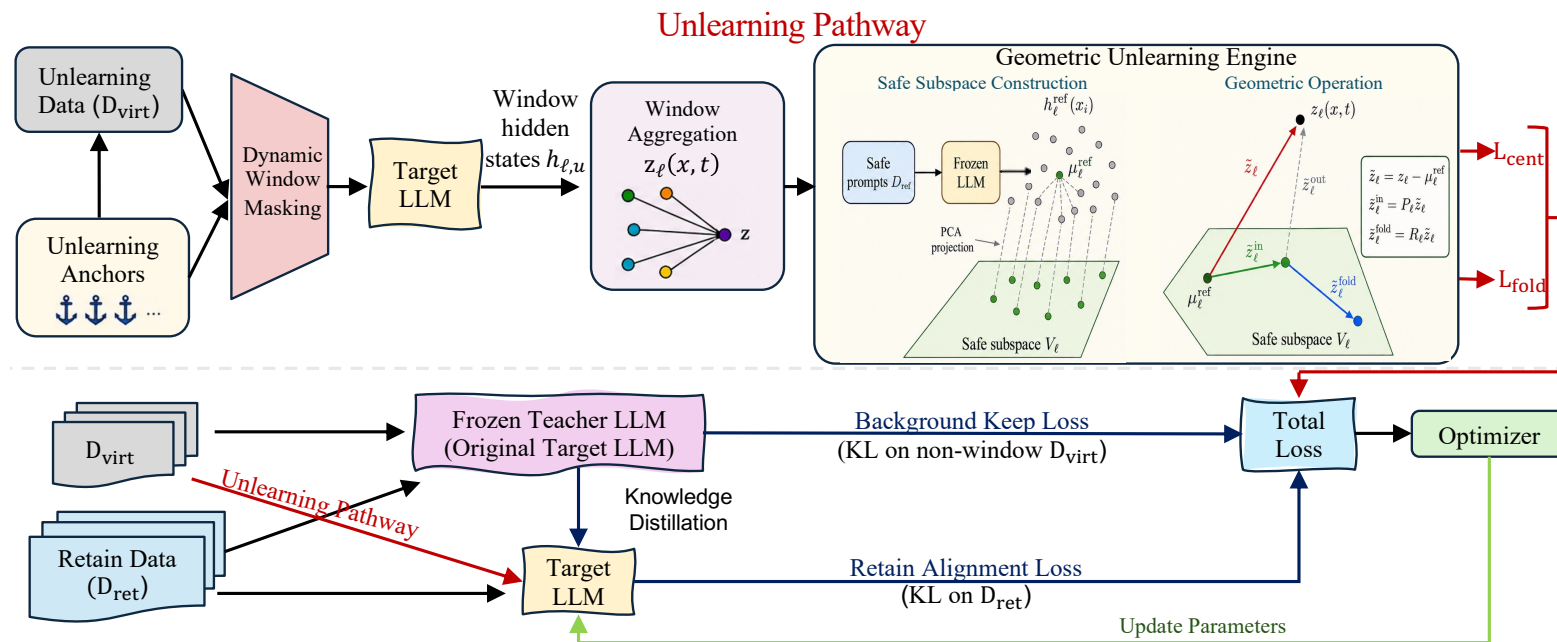 Unlearning Pathway
Unlearning
Data (D_virt)
Unlearning
Anchors
...
Dynamic
Window
Masking
Target
LLM
Window
hidden
states h_{ℓ,u}
Window
Aggregation
z_ℓ(x, t)
z
Geometric Unlearning Engine
Safe Subspace Construction
Safe
prompts D_ref
Frozen
LLM
h_ℓ^ref(x_i)
μ_ℓ^ref
PCA
projection
Safe subspace V_ℓ
Geometric Operation
z_ℓ(x, t)
z̃_ℓ
z̃_ℓ^out
z̃_ℓ^in
z̃_ℓ^fold
μ_ℓ^ref
Safe subspace V_ℓ
z̃_ℓ = z_ℓ − μ_ℓ^ref
z̃_ℓ^in = P_ℓ z̃_ℓ
z̃_ℓ^fold = R_ℓ z̃_ℓ
L_cent
L_fold
D_virt
Retain Data
(D_ret)
Unlearning Pathway
Frozen Teacher LLM
(Original Target LLM)
Knowledge
Distillation
Target
LLM
Background Keep Loss
(KL on non-window D_virt)
Retain Alignment Loss
(KL on D_ret)
Total
Loss
Optimizer
Update Parameters